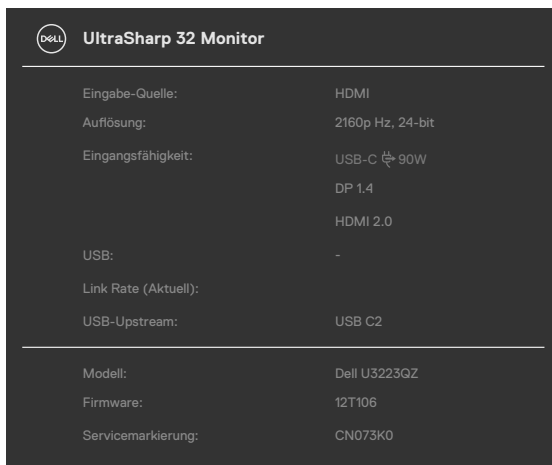 DELL UltraSharp 32 Monitor
Eingabe-Quelle: HDMI
Auflösung: 2160p Hz, 24-bit
Eingangsfähigkeit: USB-C 90W
DP 1.4
HDMI 2.0
USB: -
Link Rate (Aktuell):
USB-Upstream: USB C2
Modell: Dell U3223QZ
Firmware: 12T106
Servicemarkierung: CN073K0